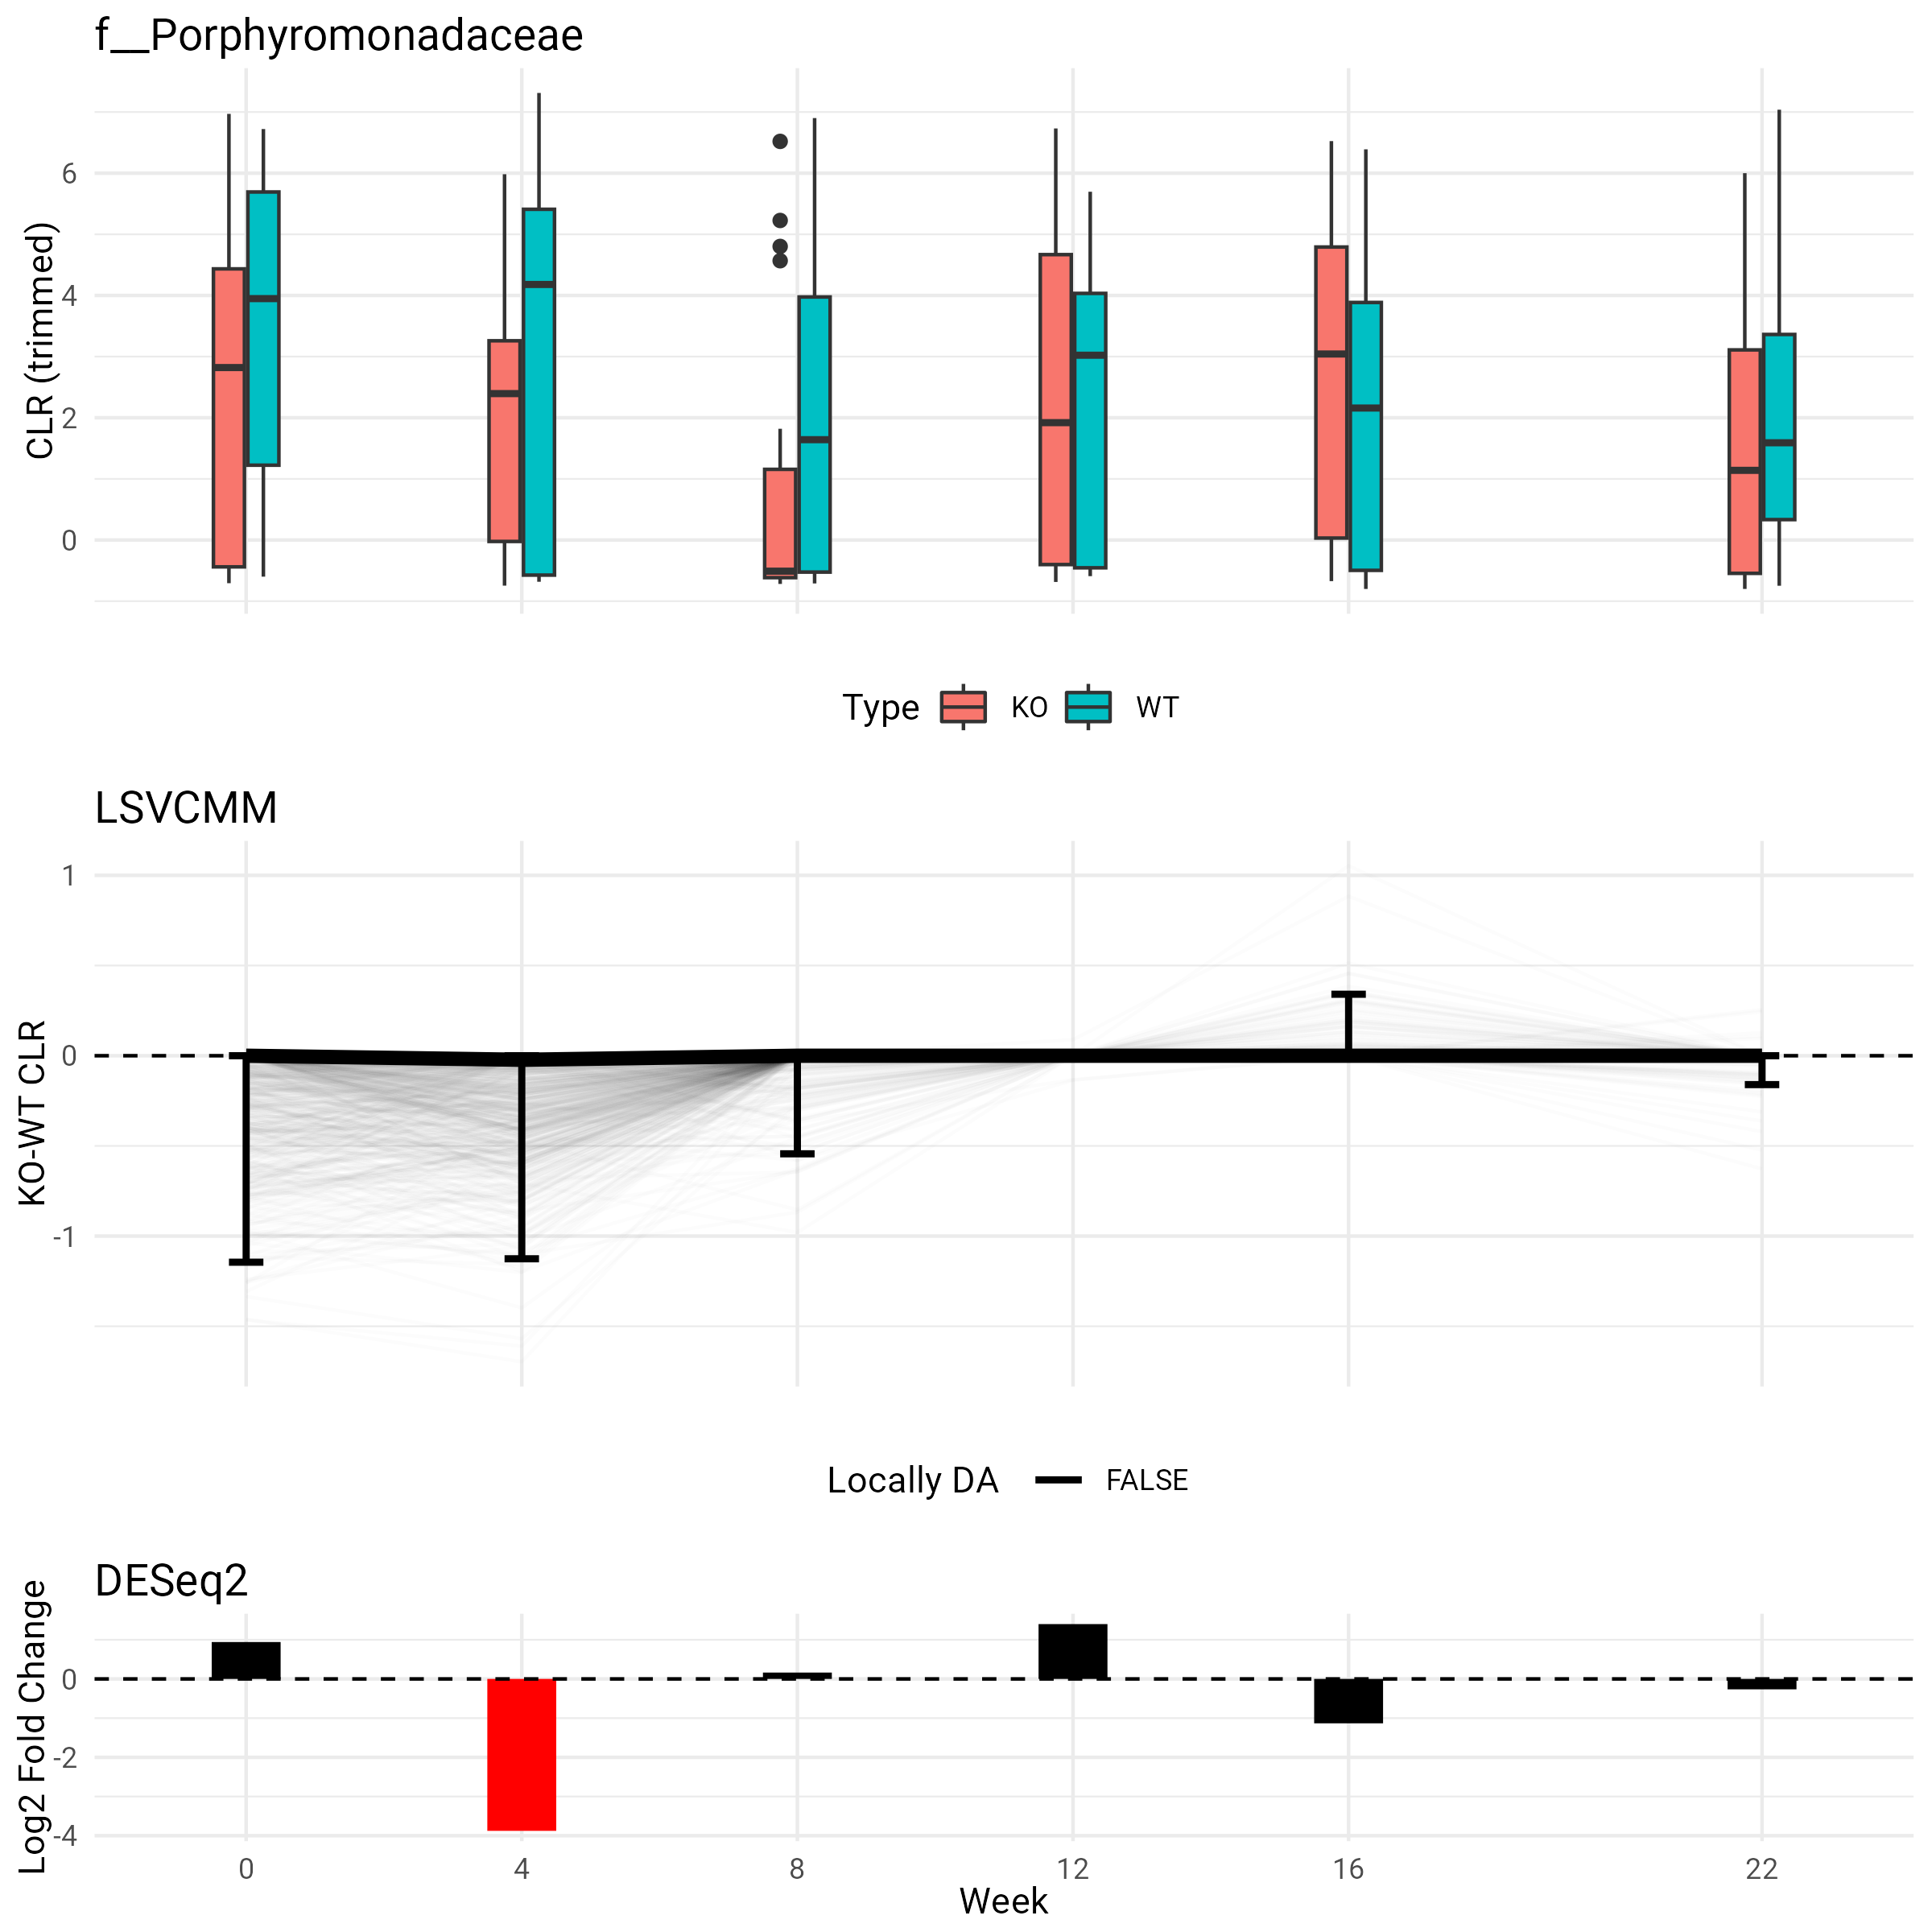 f__Porphyromonadaceae
CLR (trimmed)
6
4
2
0
Type KO WT
LSVCMM
KO-WT CLR
1
0
-1
Locally DA FALSE
DESeq2
Log2 Fold Change
0
-2
-4
0 4 8 12 16 22
Week